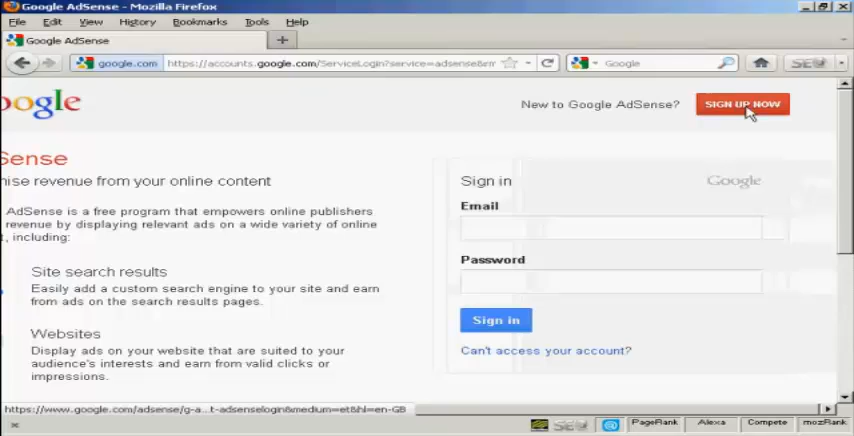 Google AdSense - Mozilla Firefox
File Edit View History Bookmarks Tools Help
Google AdSense
google.com https://accounts.google.com/ServiceLogin?service=adsense&rm Google SEO
oogle
New to Google AdSense? SIGN UP NOW
Sense
nise revenue from your online content
AdSense is a free program that empowers online publishers
revenue by displaying relevant ads on a wide variety of online
t, including:
Site search results
Easily add a custom search engine to your site and earn
from ads on the search results pages.
Websites
Display ads on your website that are suited to your
audience's interests and earn from valid clicks or
impressions.
Sign in Google
Email
Password
Sign in
Can't access your account?
https://www.google.com/adsense/g-a...t-adsenselogin&medium=et&hl=en-GB
SEO PageRank Alexa Compete mozRank